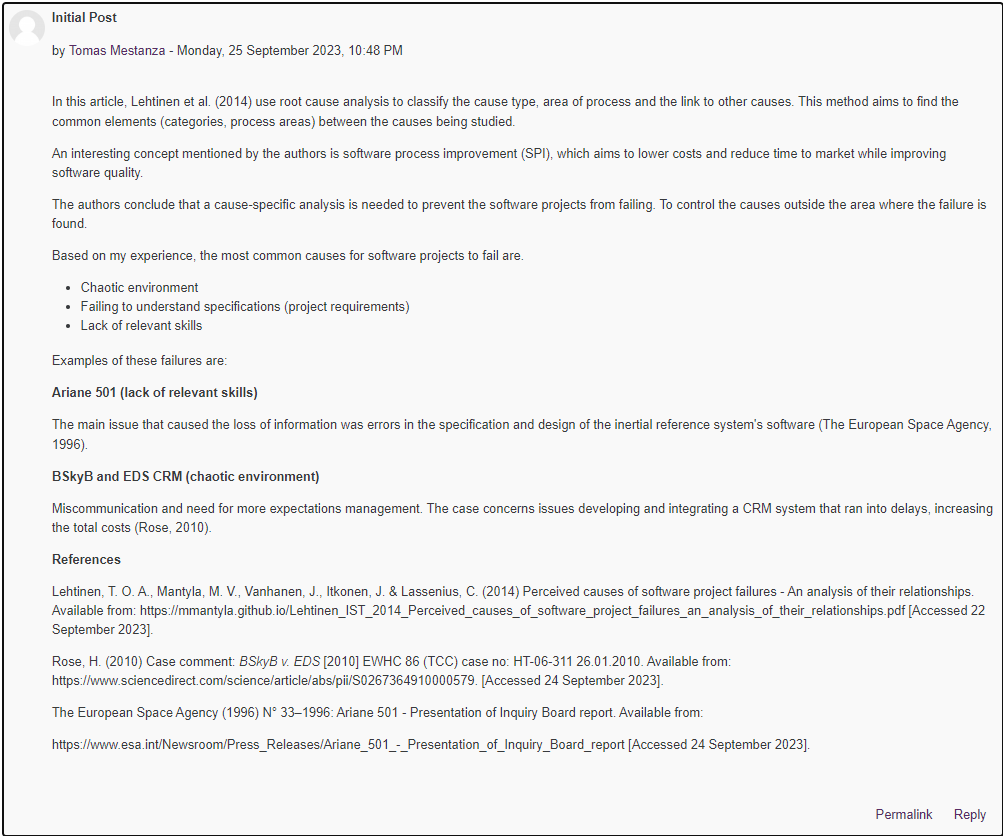 Initial Post
by Tomas Mestanza - Monday, 25 September 2023, 10:48 PM
In this article, Lehtinen et al. (2014) use root cause analysis to classify the cause type, area of process and the link to other causes. This method aims to find the
common elements (categories, process areas) between the causes being studied.
An interesting concept mentioned by the authors is software process improvement (SPI), which aims to lower costs and reduce time to market while improving
software quality.
The authors conclude that a cause-specific analysis is needed to prevent the software projects from failing. To control the causes outside the area where the failure is
found.
Based on my experience, the most common causes for software projects to fail are.
• Chaotic environment
• Failing to understand specifications (project requirements)
• Lack of relevant skills
Examples of these failures are:
Ariane 501 (lack of relevant skills)
The main issue that caused the loss of information was errors in the specification and design of the inertial reference system's software (The European Space Agency,
1996).
BSkyB and EDS CRM (chaotic environment)
Miscommunication and need for more expectations management. The case concerns issues developing and integrating a CRM system that ran into delays, increasing
the total costs (Rose, 2010).
References
Lehtinen, T. O. A., Mantyla, M. V., Vanhanen, J., Itkonen, J. & Lassenius, C. (2014) Perceived causes of software project failures - An analysis of their relationships.
Available from: https://mmantyla.github.io/Lehtinen_IST_2014_Perceived_causes_of_software_project_failures_an_analysis_of_their_relationships.pdf [Accessed 22
September 2023].
Rose, H. (2010) Case comment: BSkyB v. EDS [2010] EWHC 86 (TCC) case no: HT-06-311 26.01.2010. Available from:
https://www.sciencedirect.com/science/article/abs/pii/S0267364910000579. [Accessed 24 September 2023].
The European Space Agency (1996) N° 33–1996: Ariane 501 - Presentation of Inquiry Board report. Available from:
https://www.esa.int/Newsroom/Press_Releases/Ariane_501_-_Presentation_of_Inquiry_Board_report [Accessed 24 September 2023].
Permalink Reply